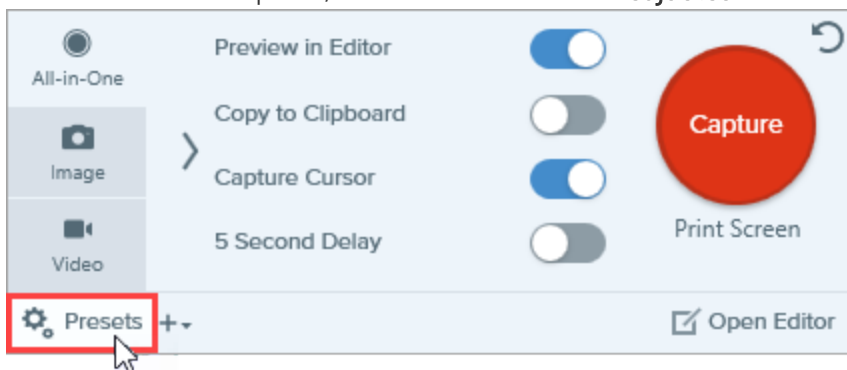 All-in-One
Image
Video
Preview in Editor
Copy to Clipboard
Capture Cursor
5 Second Delay
Capture
Print Screen
Presets
Open Editor